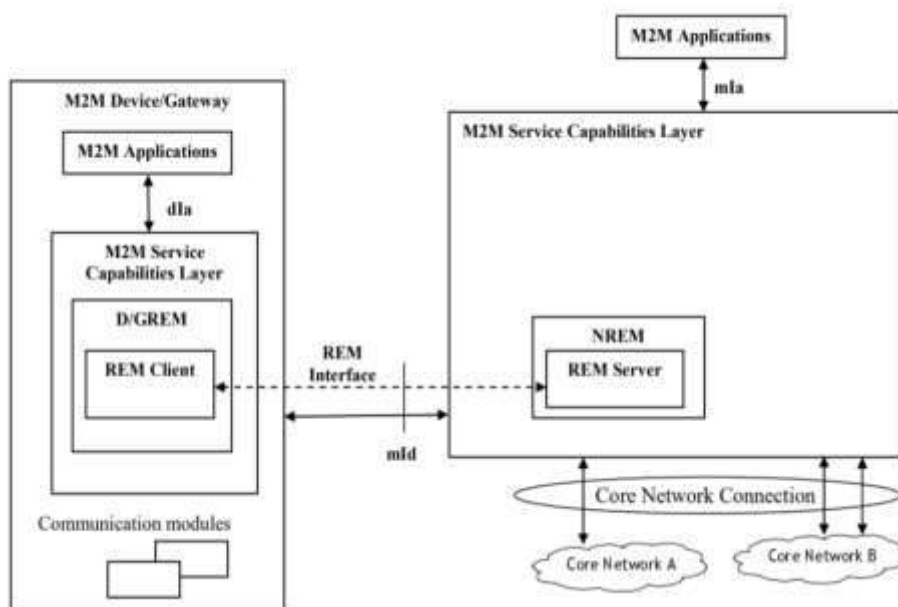 M2M Applications
mIa
M2M Device/Gateway
M2M Service Capabilities Layer
M2M Applications
dIa
M2M Service
Capabilities Layer
D/GREM
REM Client
REM
Interface
mId
NREM
REM Server
Communication modules
Core Network Connection
Core Network A
Core Network B